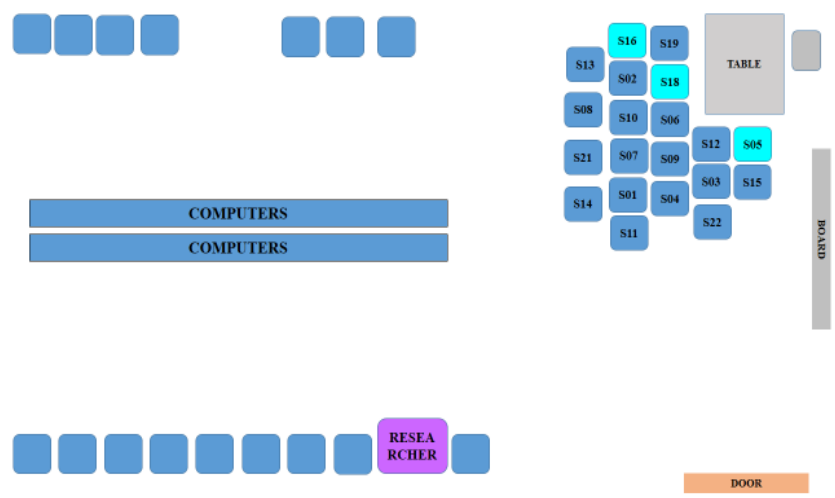 S16
S19
TABLE
S13
S02
S18
S08
S10
S06
S12
S05
S21
S07
S09
S03
S15
S14
S01
S04
S22
S11
COMPUTERS
COMPUTERS
BOARD
RESEA
RCHER
DOOR